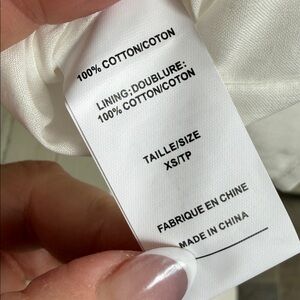 100% COTTON/COTON
LINING;DOUBLURE:
100% COTTON/COTON
TAILLE/SIZE
XS/TP
FABRIQUE EN CHINE
MADE IN CHINA